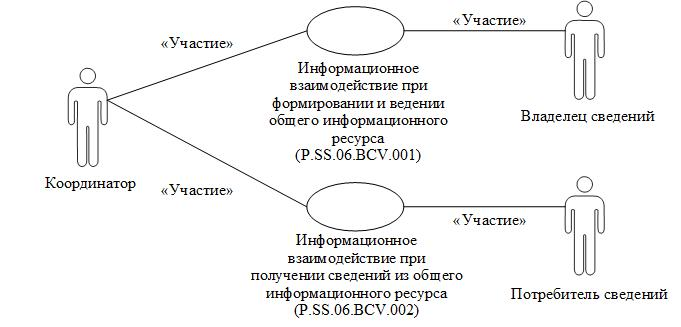 «Участие»
«Участие»
Информационное
взаимодействие при
формировании и ведении
общего информационного
ресурса
(P.SS.06.BCV.001)
Владелец сведений
Координатор
«Участие»
«Участие»
Информационное
взаимодействие при
получении сведений из общего
информационного ресурса
(P.SS.06.BCV.002)
Потребитель сведений